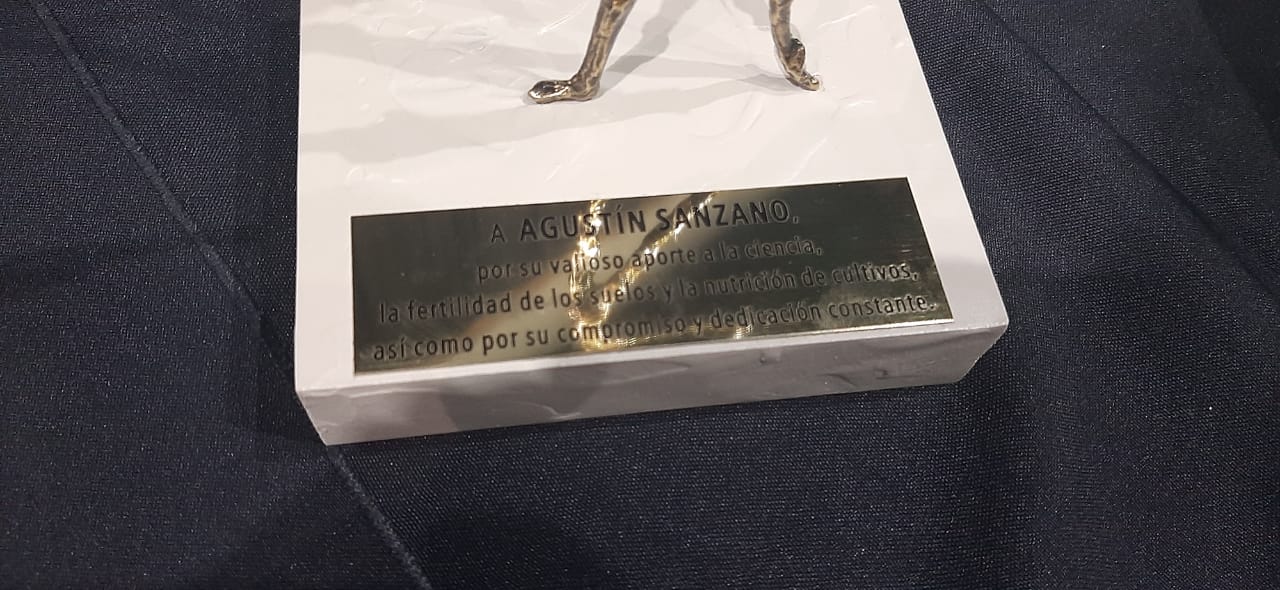 A AGUSTÍN SANZANO,
por su valioso aporte a la ciencia,
la fertilidad de los suelos y la nutrición de cultivos,
así como por su compromiso y dedicación constante.